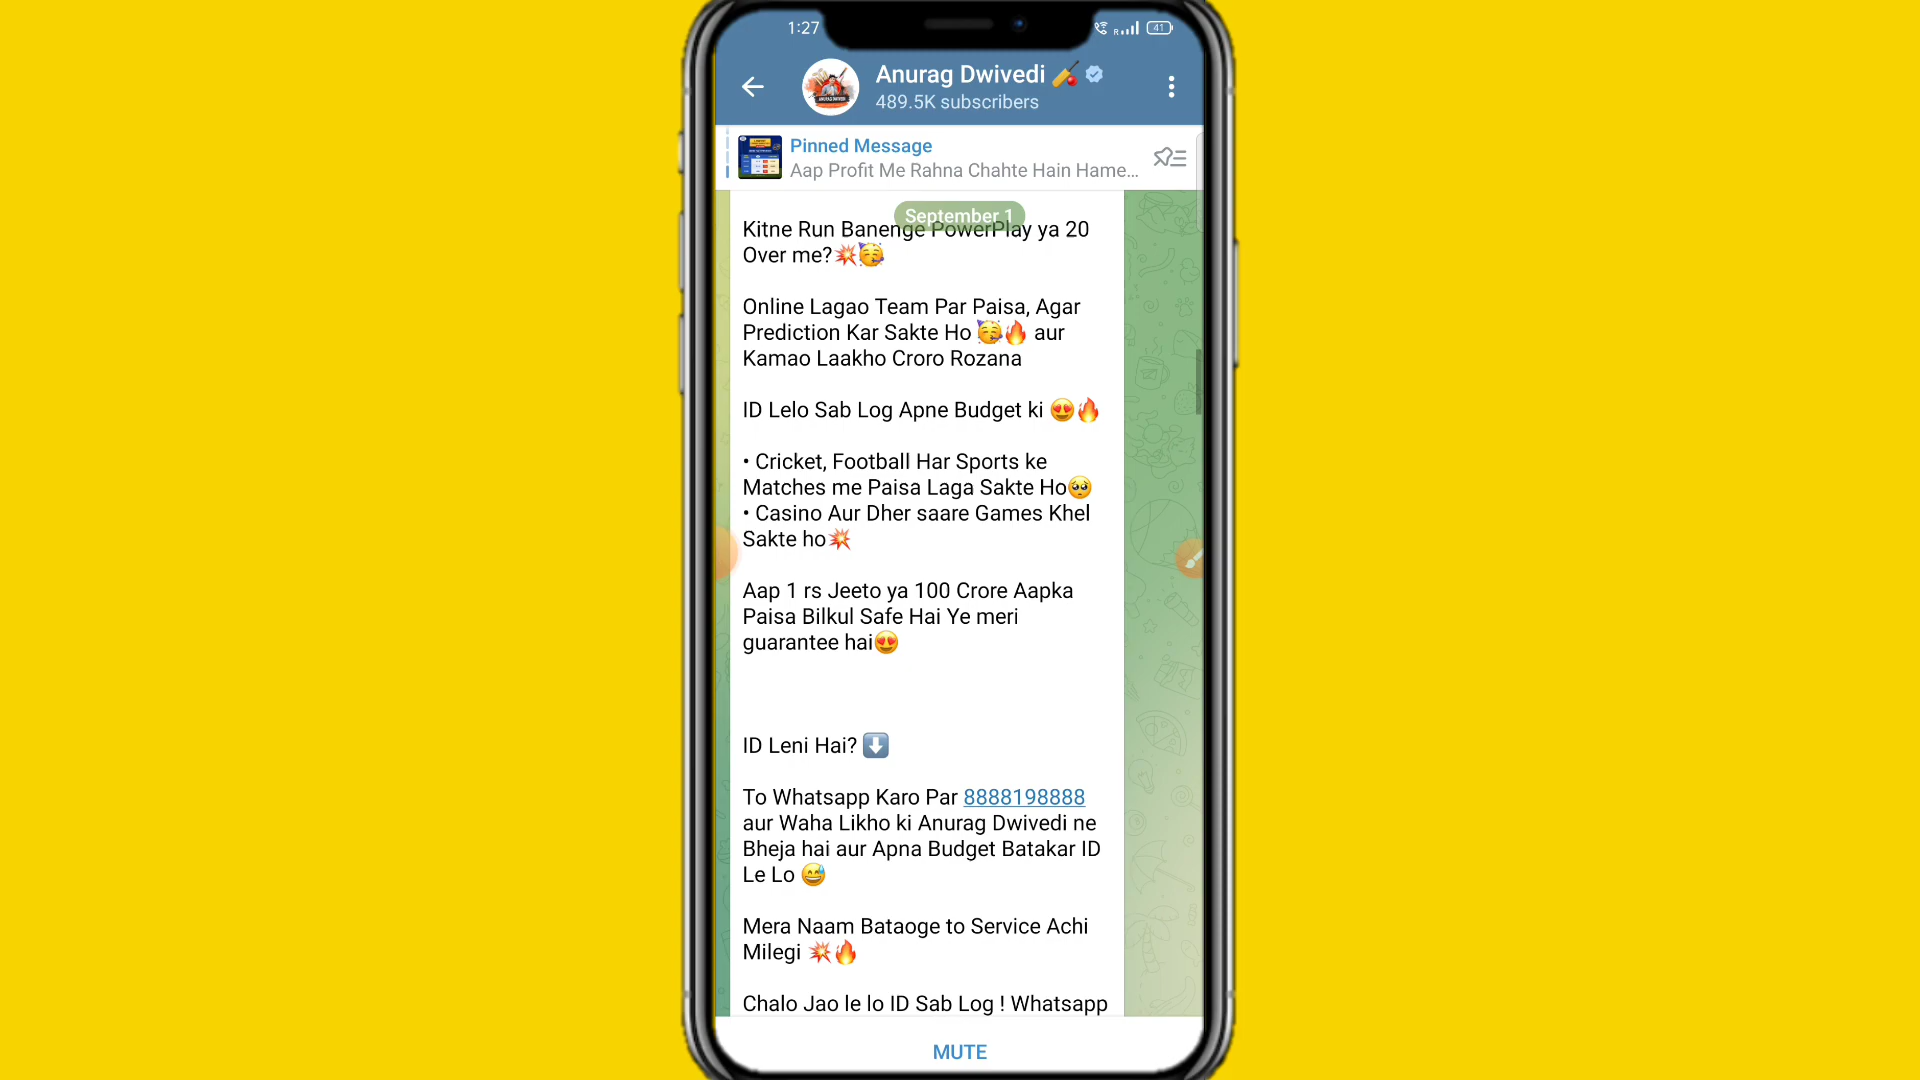 1:27
R
41
Anurag Dwivedi 🏏
489.5K subscribers
Pinned Message
Aap Profit Me Rahna Chahte Hain Hame...
September 1
Kitne Run Banenge PowerPlay ya 20
Over me?💥🥳
Online Lagao Team Par Paisa, Agar
Prediction Kar Sakte Ho 🥳🔥 aur
Kamao Laakho Croro Rozana
ID Lelo Sab Log Apne Budget ki 😍🔥
• Cricket, Football Har Sports ke
Matches me Paisa Laga Sakte Ho🥺
• Casino Aur Dher saare Games Khel
Sakte ho💥
Aap 1 rs Jeeto ya 100 Crore Aapka
Paisa Bilkul Safe Hai Ye meri
guarantee hai😍
ID Leni Hai? ⬇️
To Whatsapp Karo Par 8888198888
aur Waha Likho ki Anurag Dwivedi ne
Bheja hai aur Apna Budget Batakar ID
Le Lo 😅
Mera Naam Bataoge to Service Achi
Milegi 💥🔥
Chalo Jao le lo ID Sab Log ! Whatsapp
MUTE